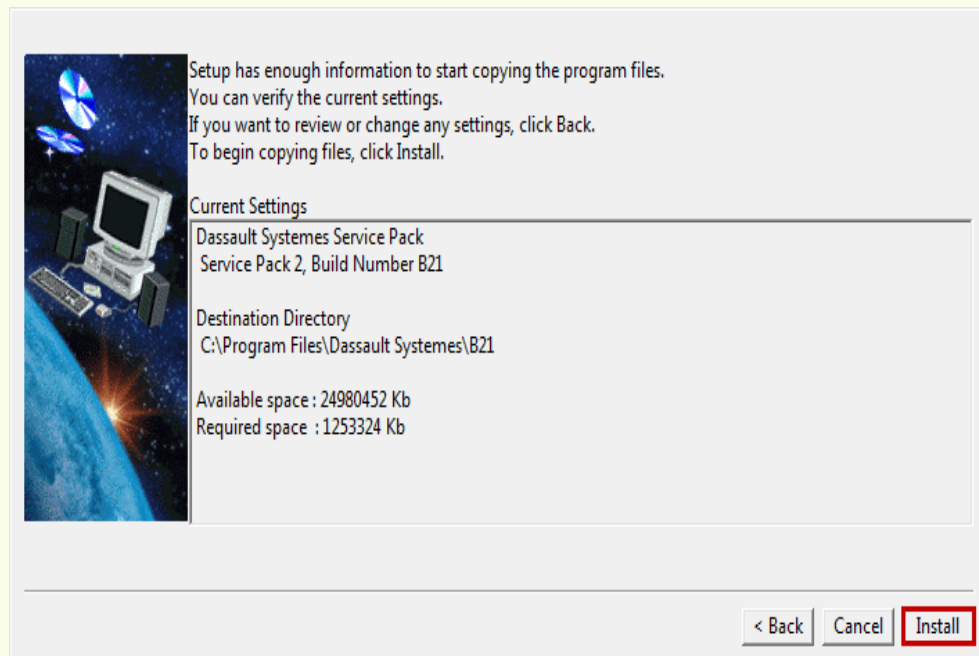 Setup has enough information to start copying the program files.
You can verify the current settings.
If you want to review or change any settings, click Back.
To begin copying files, click Install.
Current Settings
Dassault Systemes Service Pack
Service Pack 2, Build Number B21
Destination Directory
C:\Program Files\Dassault Systemes\B21
Available space : 24980452 Kb
Required space  : 1253324 Kb
< Back Cancel Install